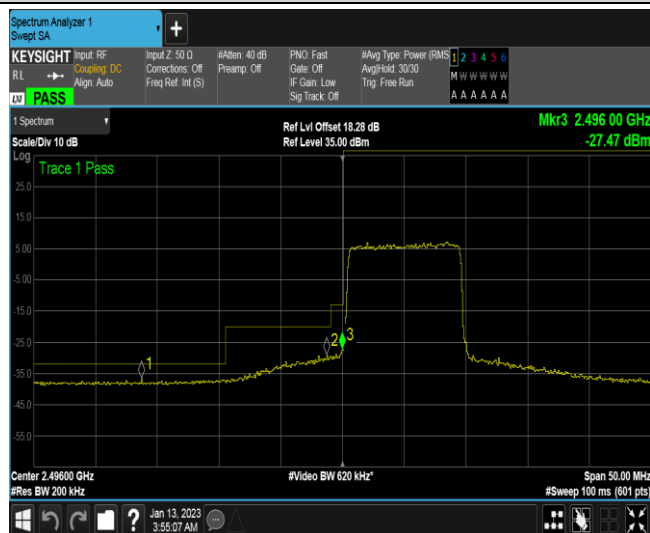 Spectrum Analyzer 1
Swept SA
+
KEYSIGHT
RL
LXI PASS
Input: RF
Coupling: DC
Align: Auto
Input Z: 50 Ω
Corrections: Off
Freq Ref: Int (S)
#Atten: 40 dB
Preamp: Off
PNO: Fast
Gate: Off
IF Gain: Low
Sig Track: Off
#Avg Type: Power (RMS
Avg|Hold: 30/30
Trig: Free Run
1 2 3 4 5 6
M W W W W W
A A A A A A
1 Spectrum
Scale/Div 10 dB
Log
Ref Lvl Offset 18.28 dB
Ref Level 35.00 dBm
Mkr3 2.496 00 GHz
-27.47 dBm
Trace 1 Pass
25.0
15.0
5.00
-5.00
-15.0
-25.0
-35.0
-45.0
-55.0
1
2
3
Center 2.49600 GHz
#Res BW 200 kHz
#Video BW 620 kHz*
Span 50.00 MHz
#Sweep 100 ms (601 pts)
?
Jan 13, 2023
3:55:07 AM